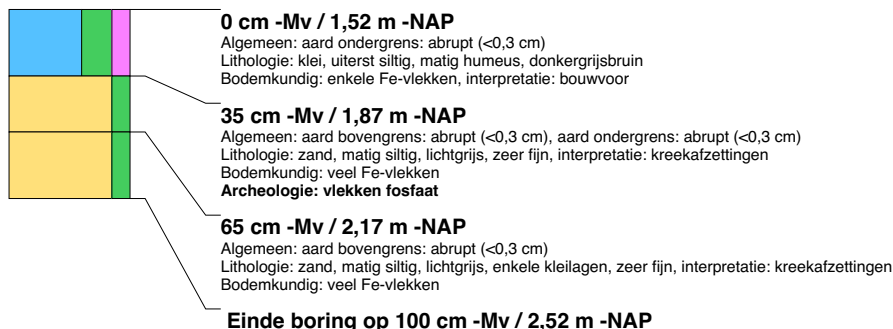 0 cm -Mv / 1,52 m -NAP
Algemeen: aard ondergrens: abrupt (<0,3 cm)
Lithologie: klei, uiterst siltig, matig humeus, donkergrijsbruin
Bodemkundig: enkele Fe-vlekken, interpretatie: bouwvoor
35 cm -Mv / 1,87 m -NAP
Algemeen: aard bovengrens: abrupt (<0,3 cm), aard ondergrens: abrupt (<0,3 cm)
Lithologie: zand, matig siltig, lichtgrijs, zeer fijn, interpretatie: kreekafzettingen
Bodemkundig: veel Fe-vlekken
Archeologie: vlekken fosfaat
65 cm -Mv / 2,17 m -NAP
Algemeen: aard bovengrens: abrupt (<0,3 cm)
Lithologie: zand, matig siltig, lichtgrijs, enkele kleilagen, zeer fijn, interpretatie: kreekafzettingen
Bodemkundig: veel Fe-vlekken
Einde boring op 100 cm -Mv / 2,52 m -NAP